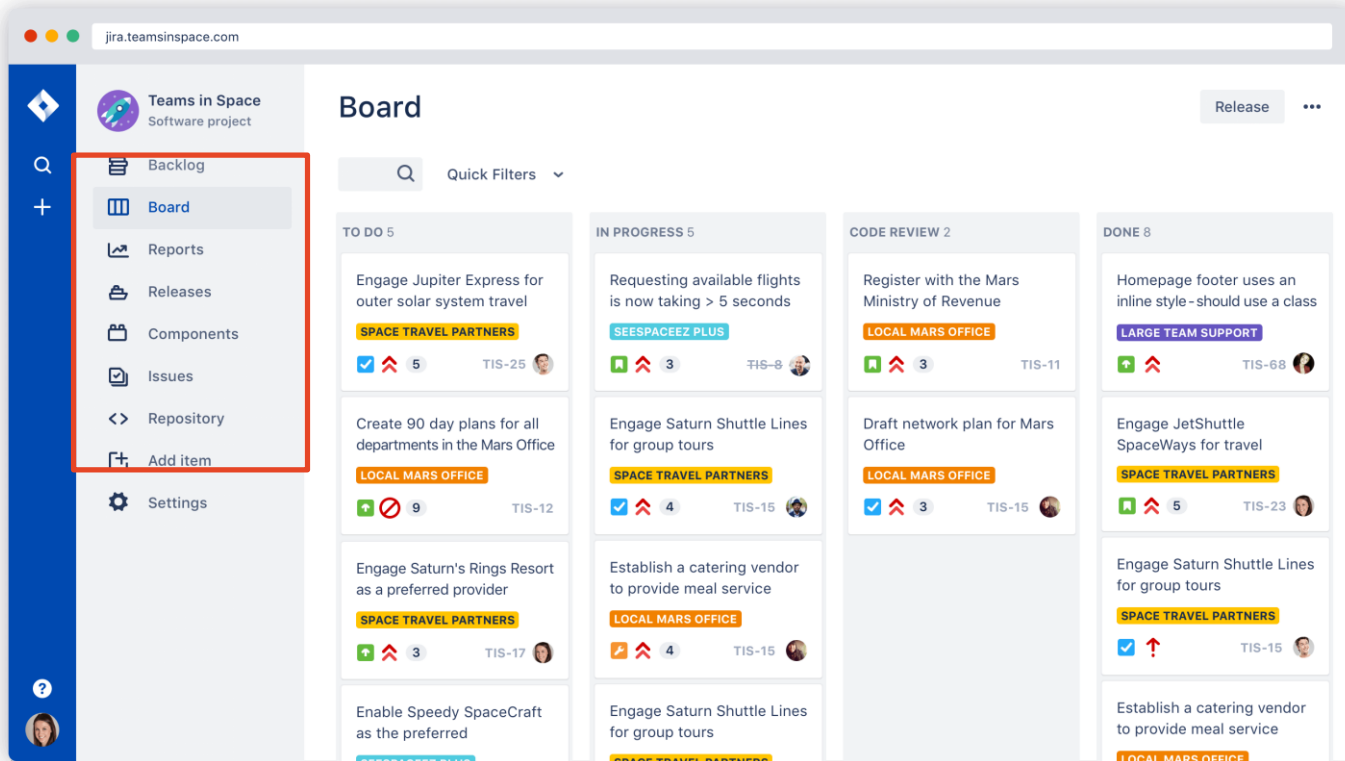 jira.teamsinspace.com
Teams in Space
Software project
Backlog
Board
Reports
Releases
Components
Issues
Repository
Add item
Settings
Board
Release
Quick Filters
TO DO 5
Engage Jupiter Express for
outer solar system travel
SPACE TRAVEL PARTNERS
5 TIS-25
Create 90 day plans for all
departments in the Mars Office
LOCAL MARS OFFICE
9 TIS-12
Engage Saturn's Rings Resort
as a preferred provider
SPACE TRAVEL PARTNERS
3 TIS-17
Enable Speedy SpaceCraft
as the preferred
SEESPACEEZ PLUS
IN PROGRESS 5
Requesting available flights
is now taking > 5 seconds
SEESPACEEZ PLUS
3 TIS-8
Engage Saturn Shuttle Lines
for group tours
SPACE TRAVEL PARTNERS
4 TIS-15
Establish a catering vendor
to provide meal service
LOCAL MARS OFFICE
4 TIS-15
Engage Saturn Shuttle Lines
for group tours
SPACE TRAVEL PARTNERS
CODE REVIEW 2
Register with the Mars
Ministry of Revenue
LOCAL MARS OFFICE
3 TIS-11
Draft network plan for Mars
Office
LOCAL MARS OFFICE
3 TIS-15
DONE 8
Homepage footer uses an
inline style-should use a class
LARGE TEAM SUPPORT
TIS-68
Engage JetShuttle
SpaceWays for travel
SPACE TRAVEL PARTNERS
5 TIS-23
Engage Saturn Shuttle Lines
for group tours
SPACE TRAVEL PARTNERS
TIS-15
Establish a catering vendor
to provide meal service
LOCAL MARS OFFICE